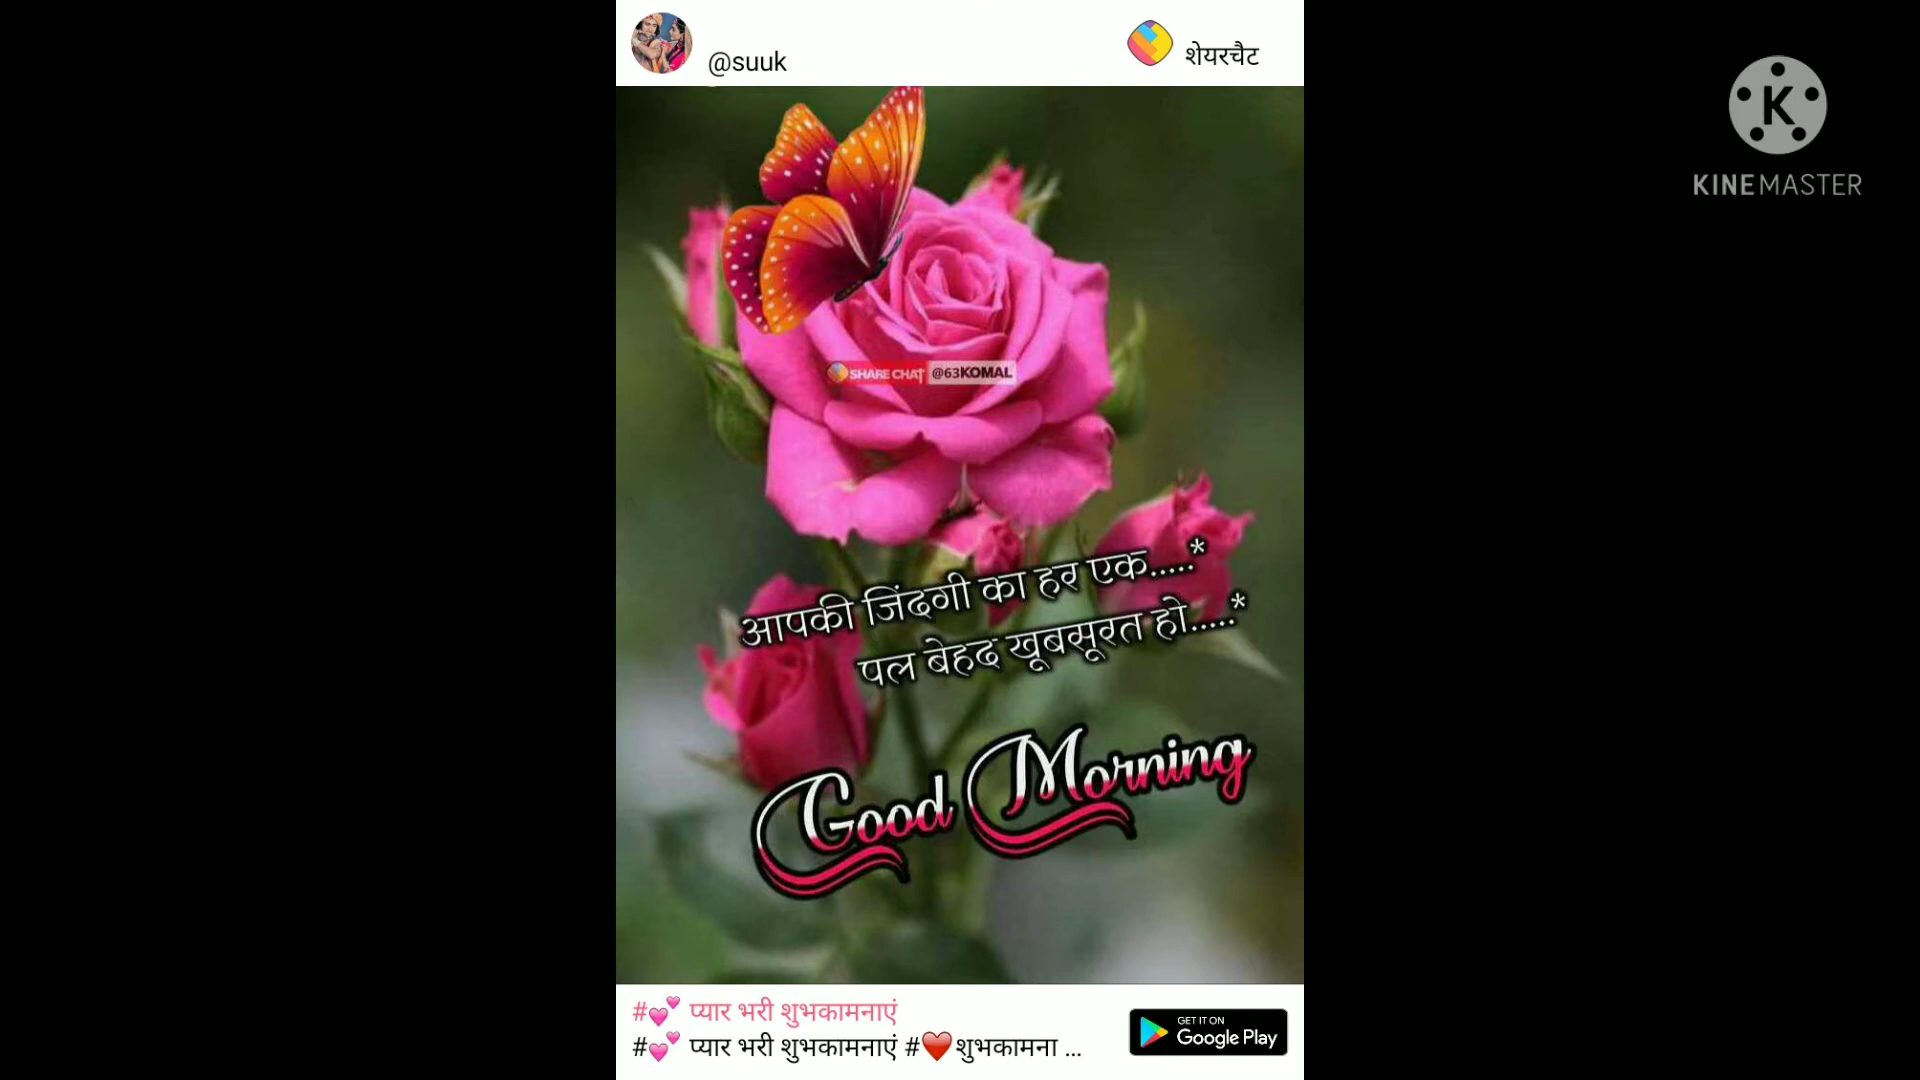 @suuk
शेयरचैट
KINEMASTER
SHARE CHAT @63KOMAL
आपकी जिंदगी का हर एक.....*
पल बेहद खूबसूरत हो.....*
Good Morning
#💕 प्यार भरी शुभकामनाएं
#💕 प्यार भरी शुभकामनाएं #❤️शुभकामना ...
GET IT ON
Google Play